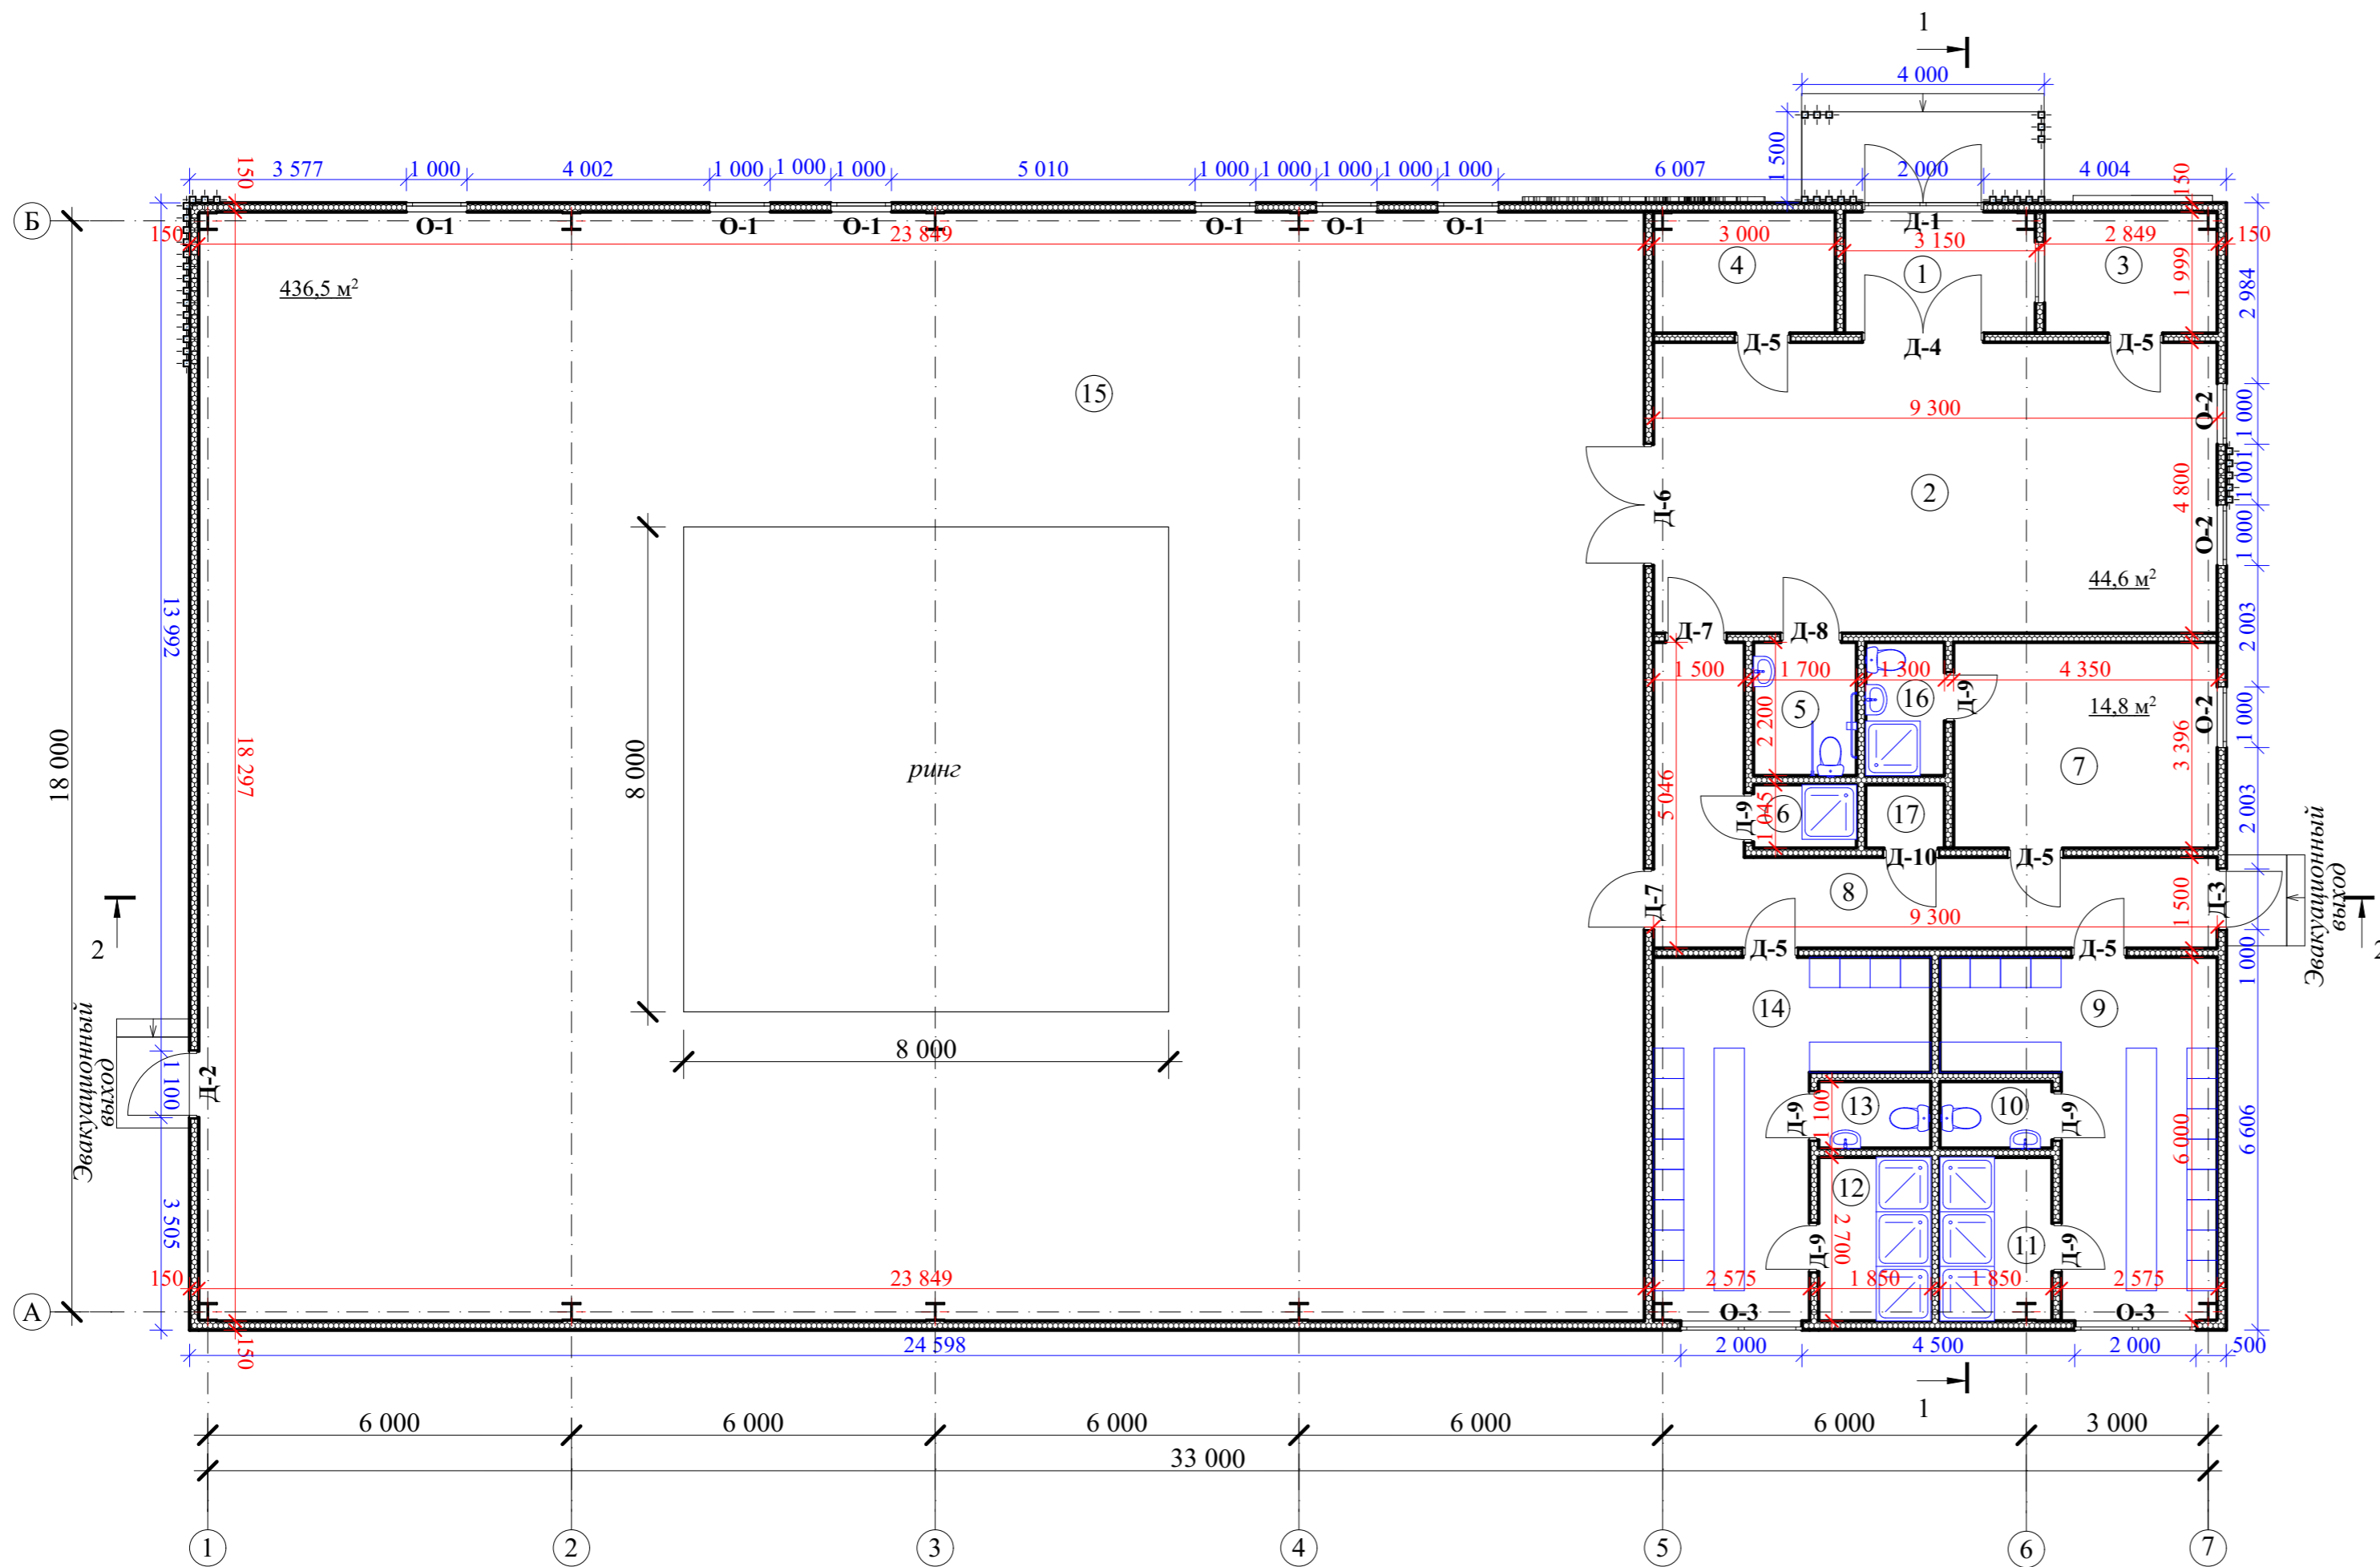 1
4 000
1 500
150
3 577
1 000
4 002
1 000
1 000
1 000
5 010
1 000
1 000
1 000
1 000
1 000
6 007
2 000
4 004
150
Б
О-1
О-1
О-1
О-1
О-1
О-1
Д-1
150
23 849
3 000
3 150
2 849
150
4
1
3
1 999
2 984
436,5 м²
Д-5
Д-4
Д-5
15
9 300
О-2
1 000
2
4 800
1 001
Д-6
О-2
1 000
44,6 м²
2 003
13 992
Д-7
Д-8
1 500
1 700
1 300
4 350
5
16
Д-9
14,8 м²
О-2
1 000
2 200
3 396
18 000
18 297
8 000
ринг
7
5 046
Д-9
1 045
6
17
2 003
Д-10
Д-5
Эвакуационный
выход
8
Д-7
1 500
Д-3
9 300
2
2
Д-5
Д-5
1 000
14
9
8 000
Эвакуационный
выход
1 100
Д-2
Д-9
1 100
13
10
Д-9
6 000
6 606
12
3 505
Д-9
2 700
11
Д-9
150
23 849
2 575
1 850
1 850
2 575
А
О-3
О-3
150
24 598
2 000
4 500
2 000
500
1
6 000
6 000
6 000
6 000
6 000
3 000
33 000
1
2
3
4
5
6
7